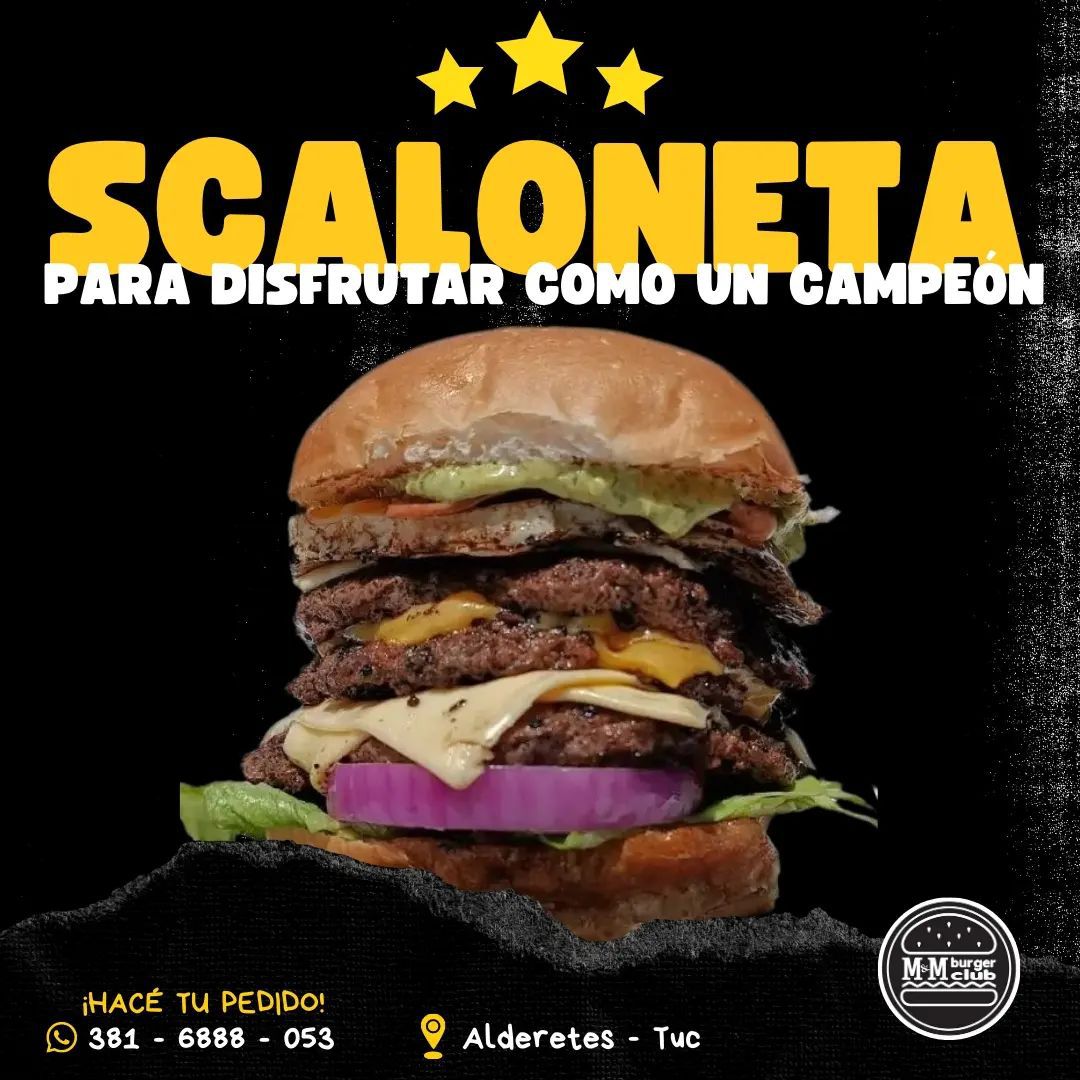 SCALONETA
PARA DISFRUTAR COMO UN CAMPEÓN
M&M burger
club
¡HACÉ TU PEDIDO!
381 - 6888 - 053
Alderetes - Tuc